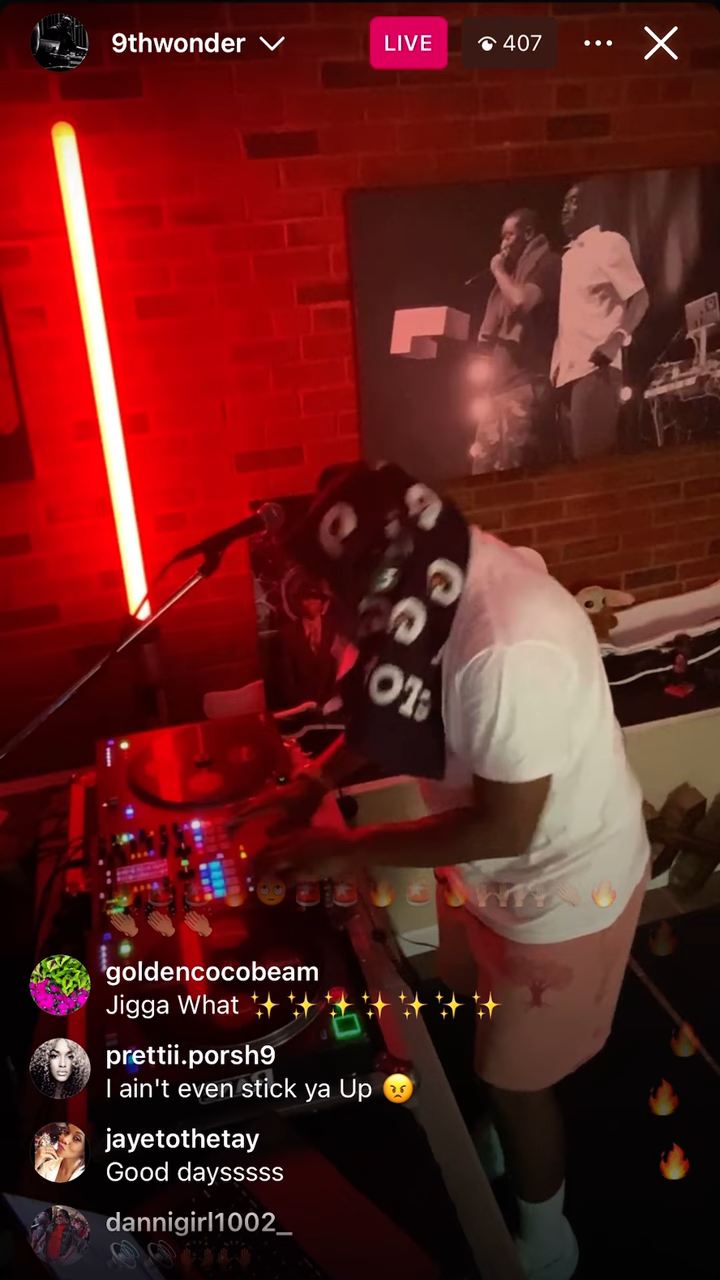 9thwonder
LIVE
407
goldencocobeam
Jigga What ✨✨✨✨✨✨✨
prettii.porsh9
I ain't even stick ya Up 😡
jayetothetay
Good daysssss
dannigirl1002_